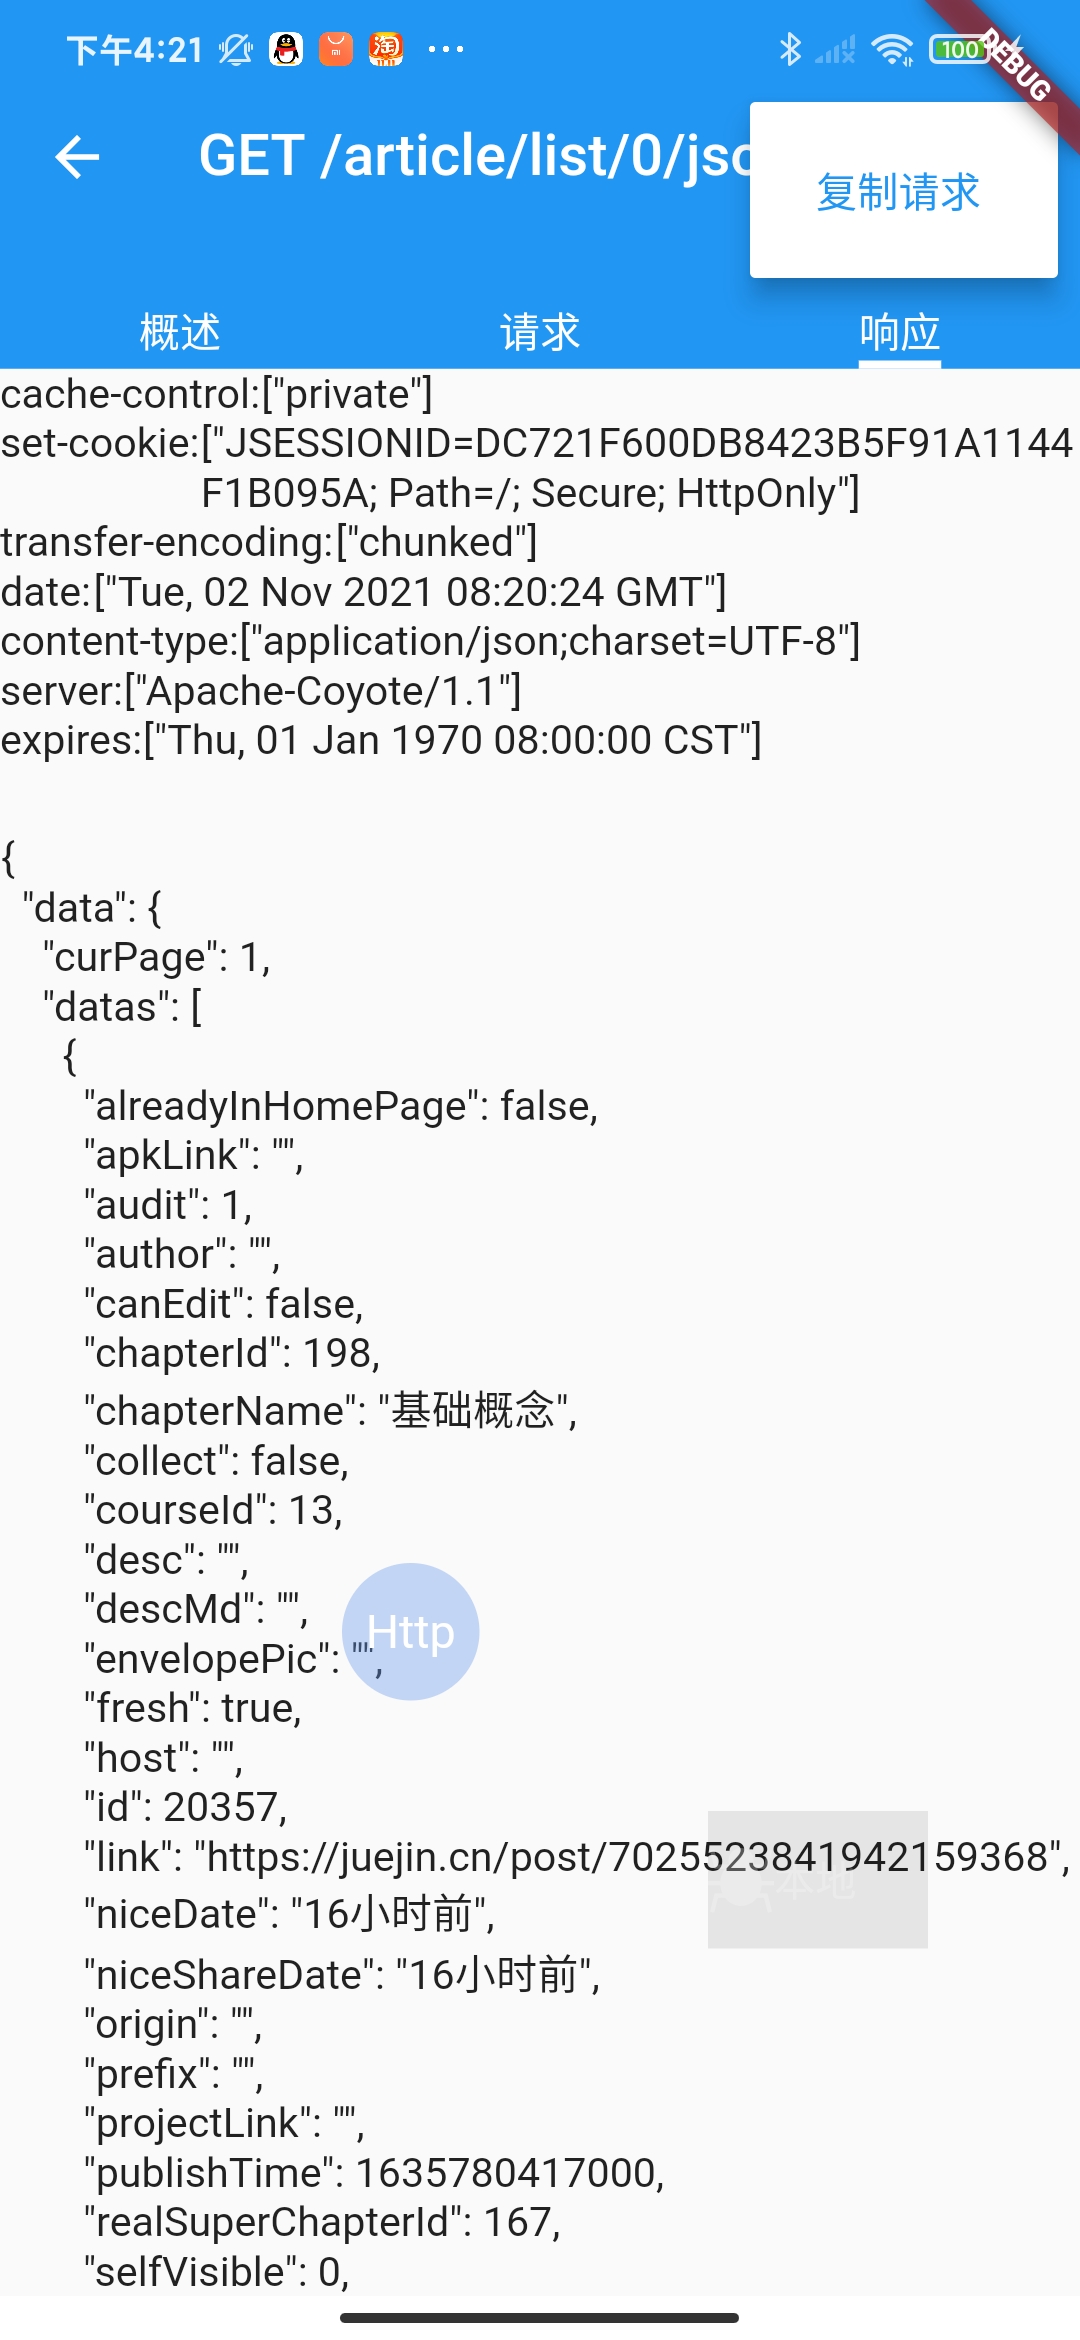 下午4:21
100
DEBUG
GET /article/list/0/jso
复制请求
概述
请求
响应
cache-control:["private"]
set-cookie:["JSESSIONID=DC721F600DB8423B5F91A1144
F1B095A; Path=/; Secure; HttpOnly"]
transfer-encoding:["chunked"]
date:["Tue, 02 Nov 2021 08:20:24 GMT"]
content-type:["application/json;charset=UTF-8"]
server:["Apache-Coyote/1.1"]
expires:["Thu, 01 Jan 1970 08:00:00 CST"]
{
"data": {
"curPage": 1,
"datas": [
{
"alreadyInHomePage": false,
"apkLink": "",
"audit": 1,
"author": "",
"canEdit": false,
"chapterId": 198,
"chapterName": "基础概念",
"collect": false,
"courseId": 13,
"desc": "",
"descMd": "",
Http
"envelopePic": "",
"fresh": true,
"host": "",
"id": 20357,
"link": "https://juejin.cn/post/7025523841942159368",
本地
"niceDate": "16小时前",
"niceShareDate": "16小时前",
"origin": "",
"prefix": "",
"projectLink": "",
"publishTime": 1635780417000,
"realSuperChapterId": 167,
"selfVisible": 0,